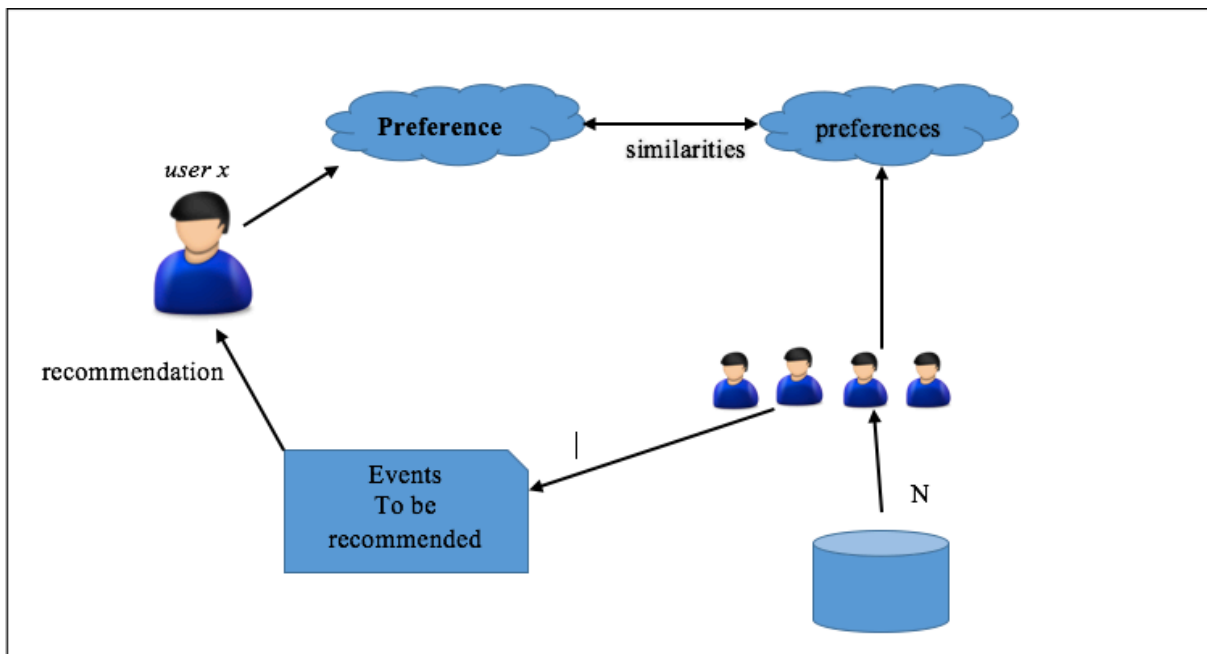 Preference
preferences
similarities
user x
recommendation
Events
To be
recommended
N